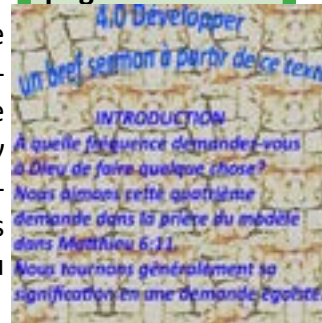 4.0 Développer
un bref sermon à partir de ce texte
INTRODUCTION
À quelle fréquence demandez-vous
à Dieu de faire quelque chose?
Nous aimons cette quatrième
demande dans la prière du modèle
dans Matthieu 6:11.
Nous tournons généralement sa
signification en une demande égoïste.